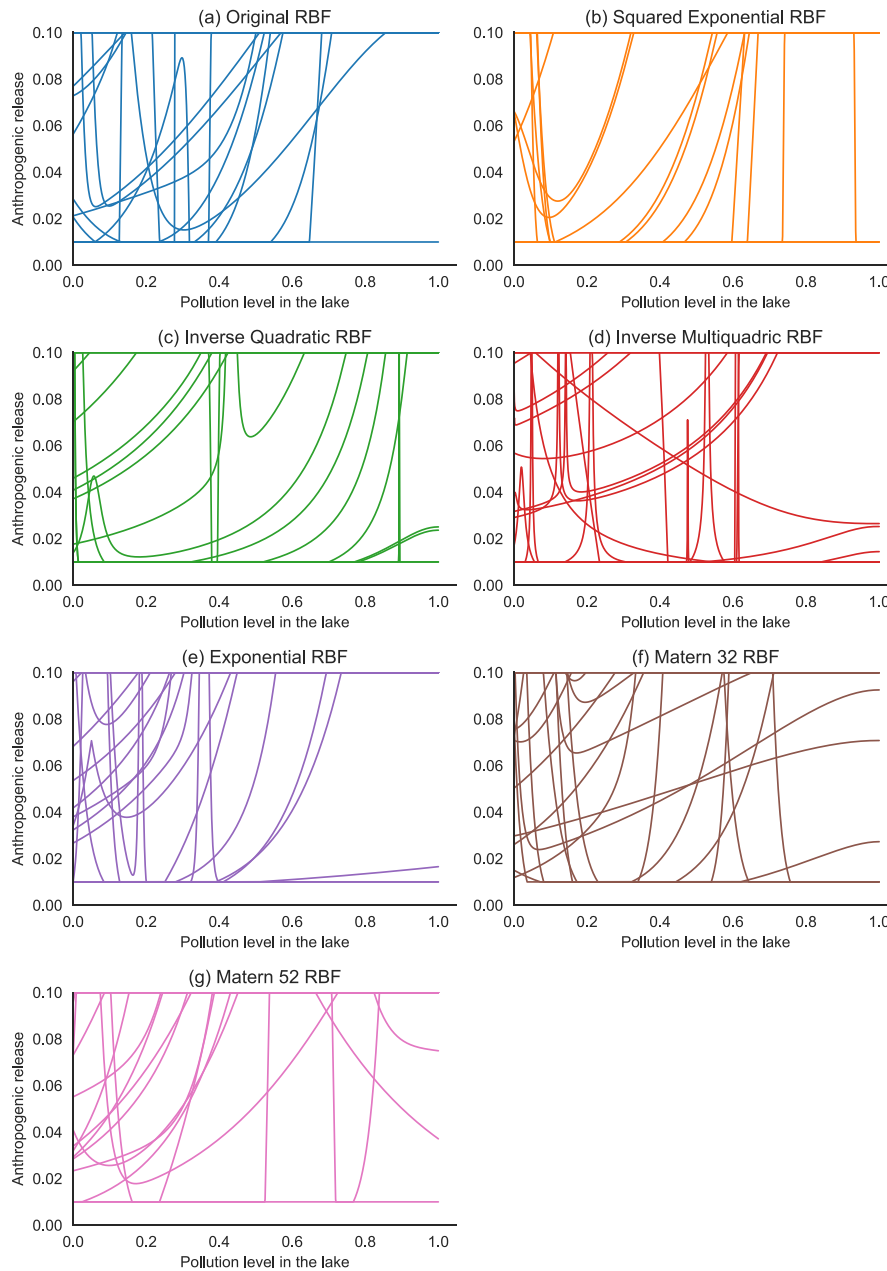 (a) Original RBF
(b) Squared Exponential RBF
0.10
0.08
0.06
0.04
0.02
0.00
Anthropogenic release
0.0 0.2 0.4 0.6 0.8 1.0
Pollution level in the lake
0.10
0.08
0.06
0.04
0.02
0.00
Anthropogenic release
0.0 0.2 0.4 0.6 0.8 1.0
Pollution level in the lake
(c) Inverse Quadratic RBF
(d) Inverse Multiquadric RBF
0.10
0.08
0.06
0.04
0.02
0.00
Anthropogenic release
0.0 0.2 0.4 0.6 0.8 1.0
Pollution level in the lake
0.10
0.08
0.06
0.04
0.02
0.00
Anthropogenic release
0.0 0.2 0.4 0.6 0.8 1.0
Pollution level in the lake
(e) Exponential RBF
(f) Matern 32 RBF
0.10
0.08
0.06
0.04
0.02
0.00
Anthropogenic release
0.0 0.2 0.4 0.6 0.8 1.0
Pollution level in the lake
0.10
0.08
0.06
0.04
0.02
0.00
Anthropogenic release
0.0 0.2 0.4 0.6 0.8 1.0
Pollution level in the lake
(g) Matern 52 RBF
0.10
0.08
0.06
0.04
0.02
0.00
Anthropogenic release
0.0 0.2 0.4 0.6 0.8 1.0
Pollution level in the lake